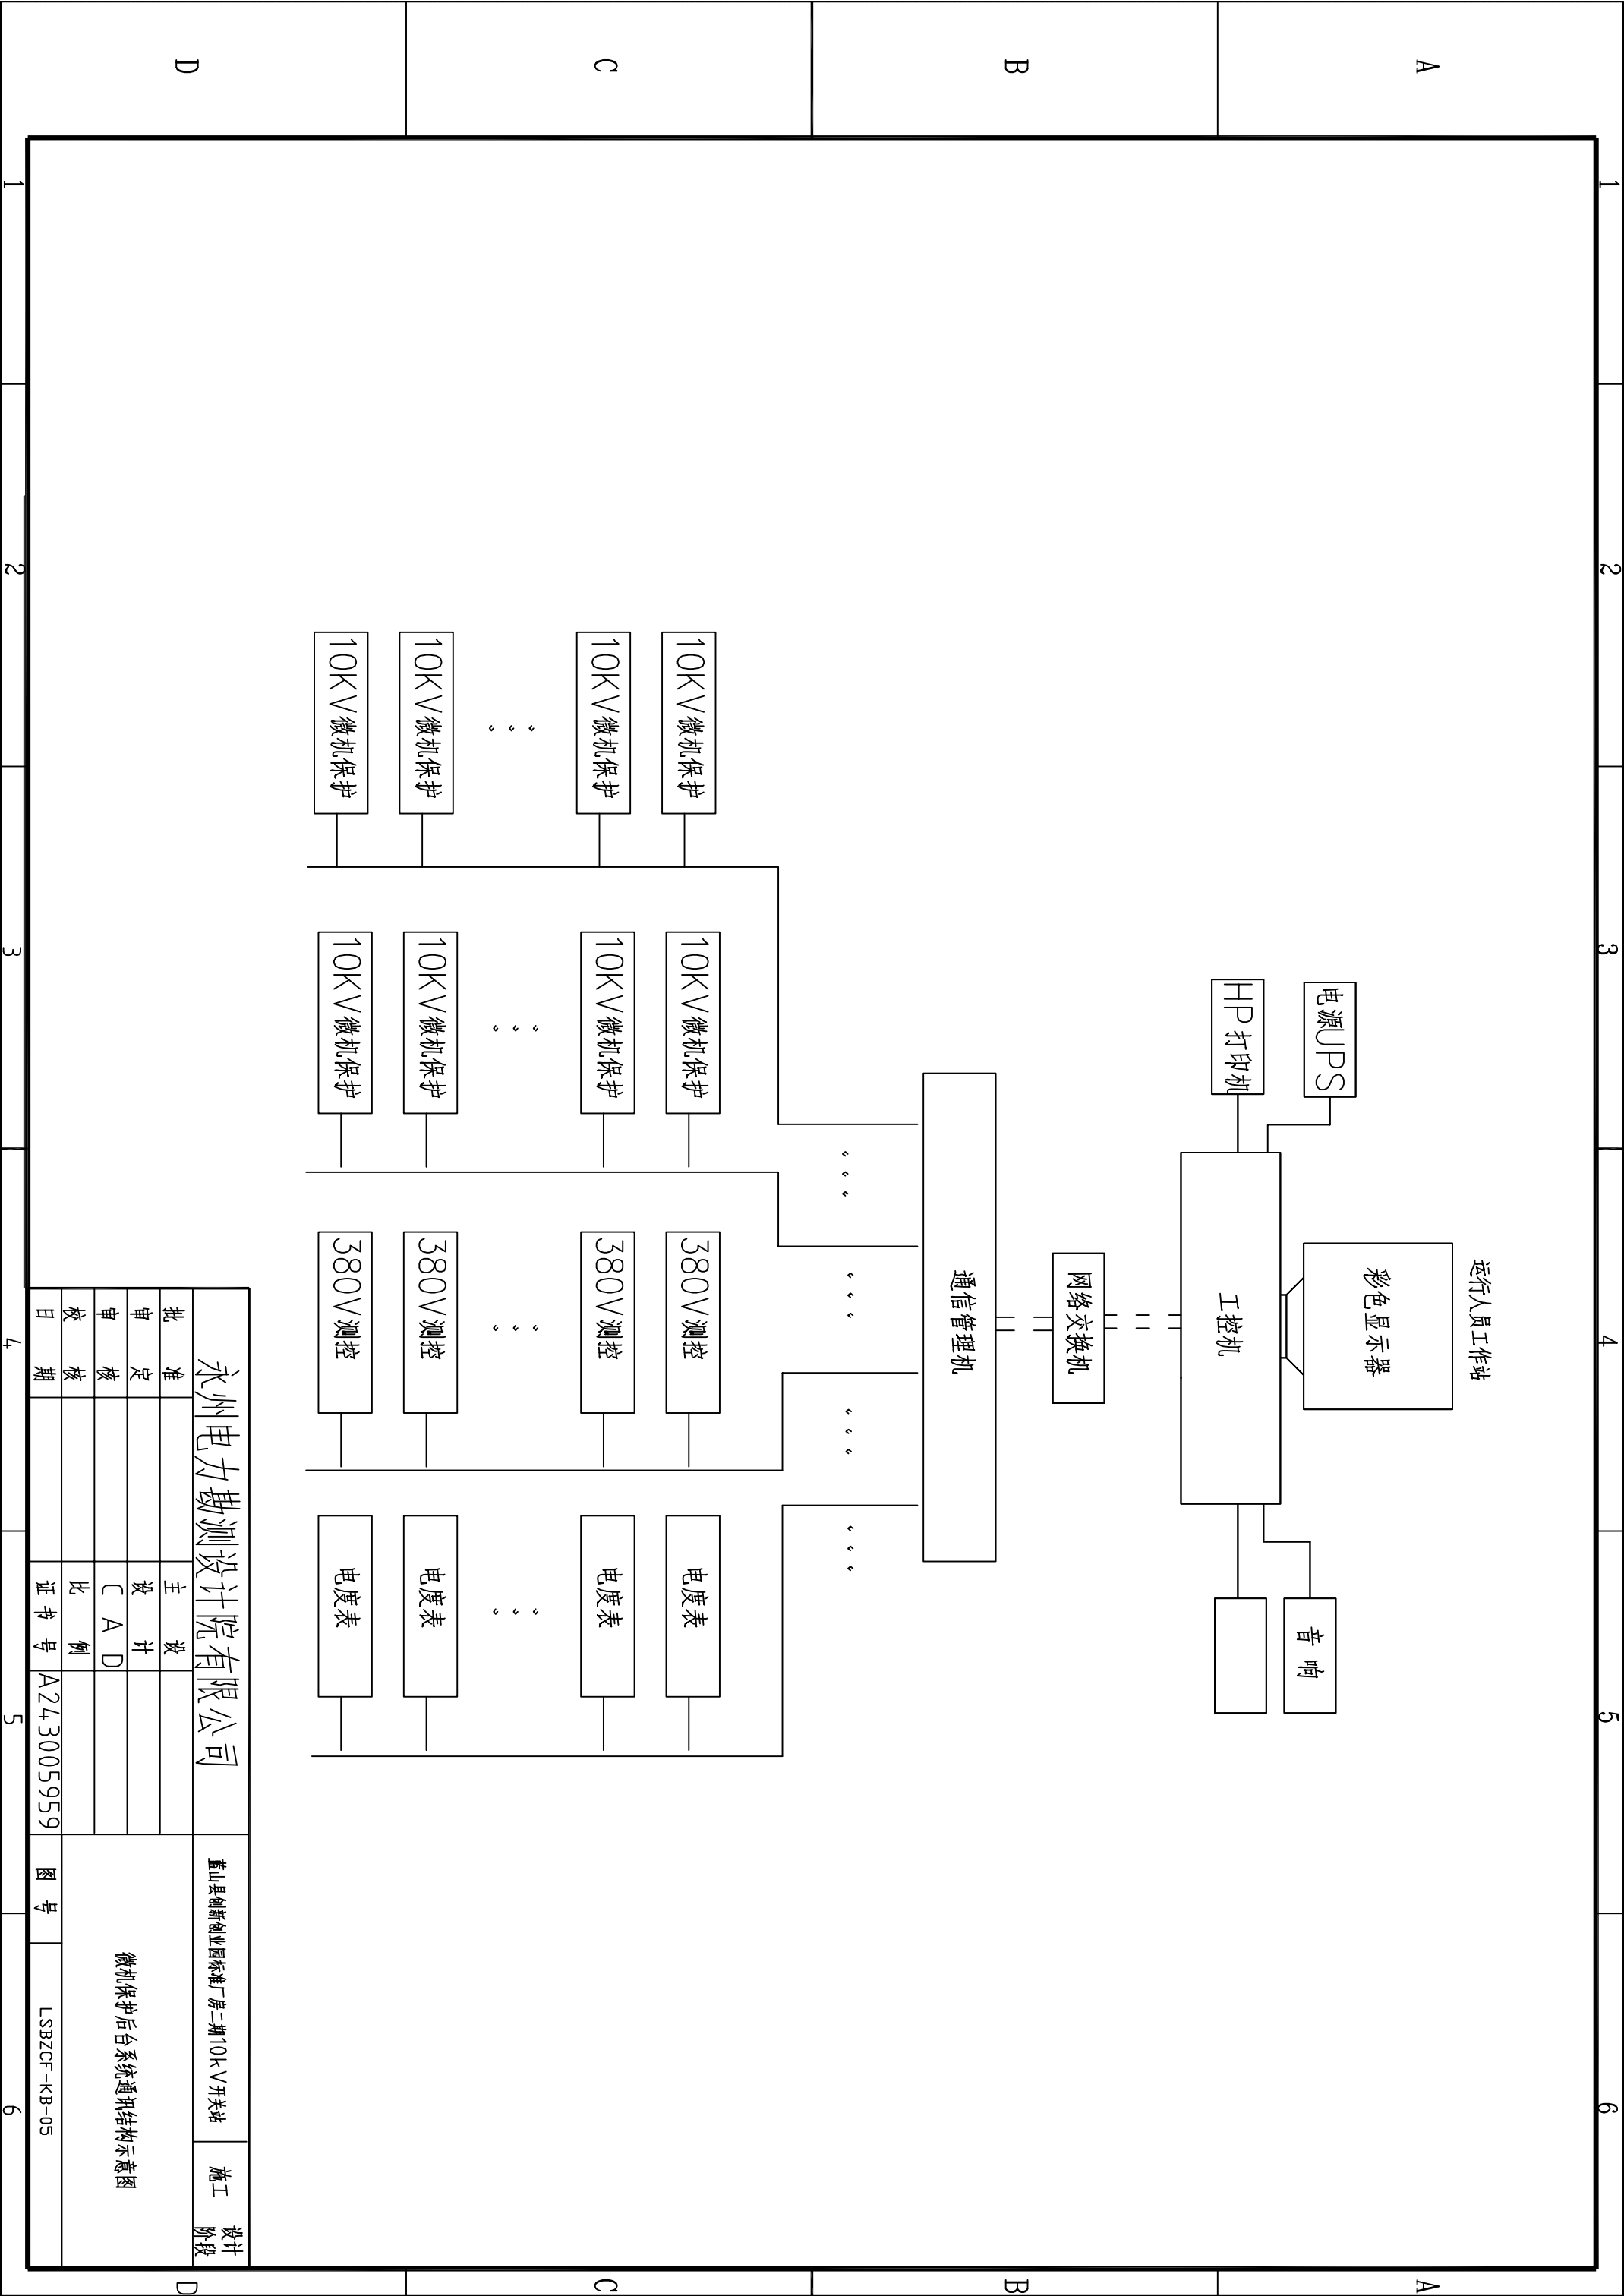 1 2 3 4 5 6
A
A
运行人员工作站
彩色显示器
电源UPS
音响
HP打印机
工控机
B
B
网络交换机
通信管理机
C
C
10KV微机保护
10KV微机保护
380V测控
电度表
10KV微机保护
10KV微机保护
380V测控
电度表
10KV微机保护
10KV微机保护
380V测控
电度表
10KV微机保护
10KV微机保护
380V测控
电度表
D
D
永州电力勘测设计院有限公司
蓝山县创新创业园标准厂房二期10kV开关站
施工
设计
阶段
批 准
主 设
审 定
设 计
审 核
CAD
校 核
比 例
日 期
证书号
A243005959
微机保护后台系统通讯结构示意图
图 号
LSBZCF-KB-05
1 2 3 4 5 6